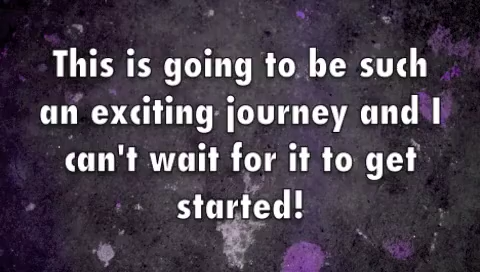 This is going to be such
an exciting journey and I
can't wait for it to get
started!